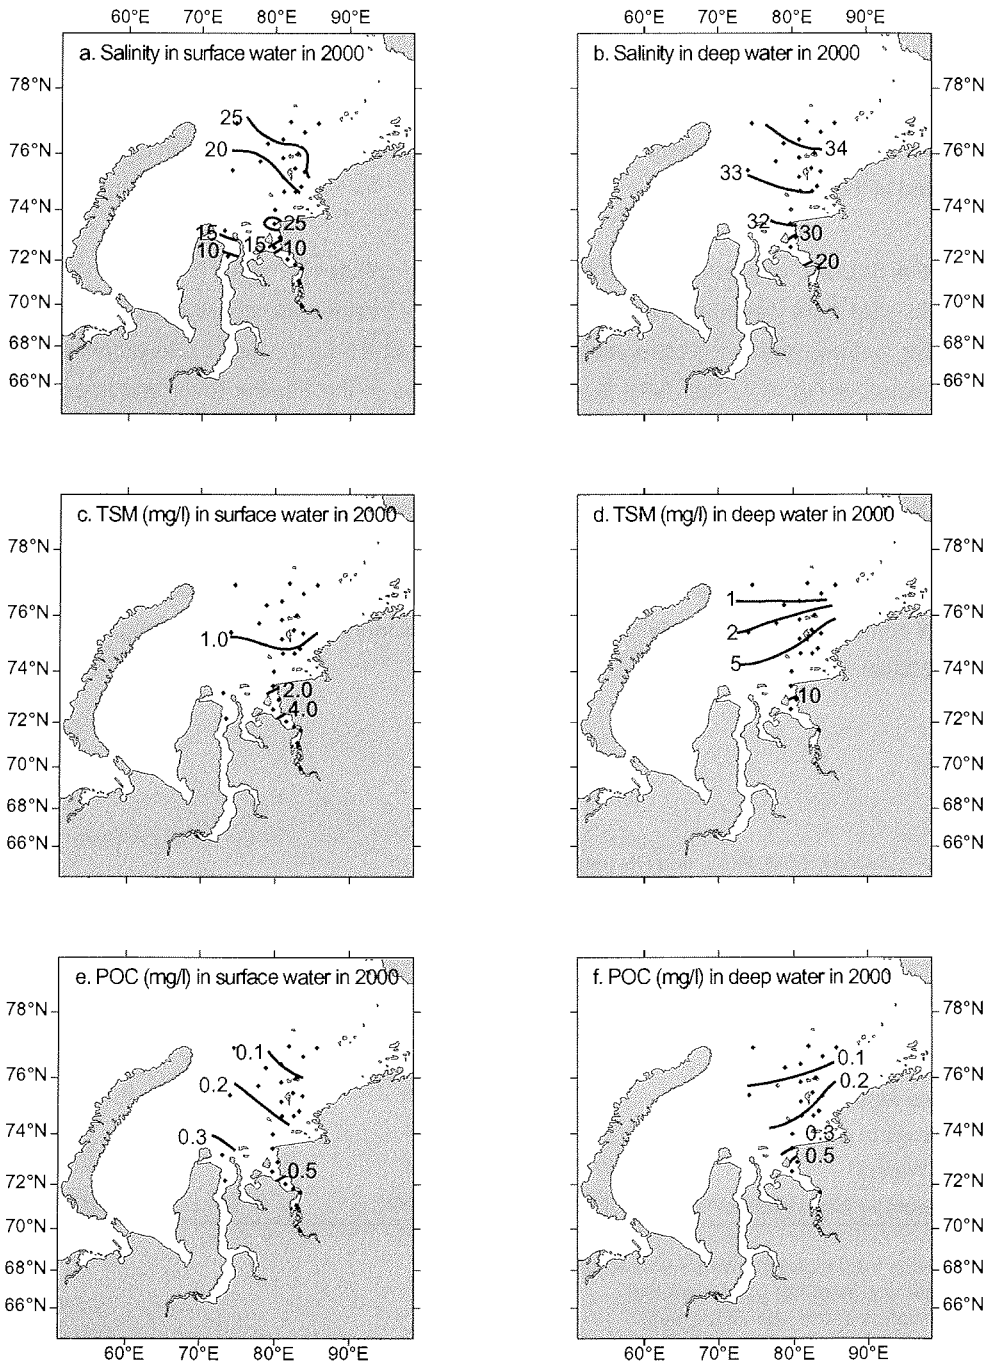 60°E 70°E 80°E 90°E 60°E 70°E 80°E 90°E
a. Salinity in surface water in 2000
b. Salinity in deep water in 2000
78°N 78°N
25
20
34
76°N 76°N
33
74°N 74°N
25
15
15
10
10
32
30
20
72°N 72°N
70°N 70°N
68°N 68°N
66°N 66°N
c. TSM (mg/l) in surface water in 2000
d. TSM (mg/l) in deep water in 2000
78°N 78°N
1
76°N 76°N
1.0
2
5
74°N 74°N
2.0
4.0
10
72°N 72°N
70°N 70°N
68°N 68°N
66°N 66°N
e. POC (mg/l) in surface water in 2000
f. POC (mg/l) in deep water in 2000
78°N 78°N
0.1
0.1
76°N 76°N
0.2
0.2
74°N 74°N
0.3
0.3
0.5
0.5
72°N 72°N
70°N 70°N
68°N 68°N
66°N 66°N
60°E 70°E 80°E 90°E 60°E 70°E 80°E 90°E